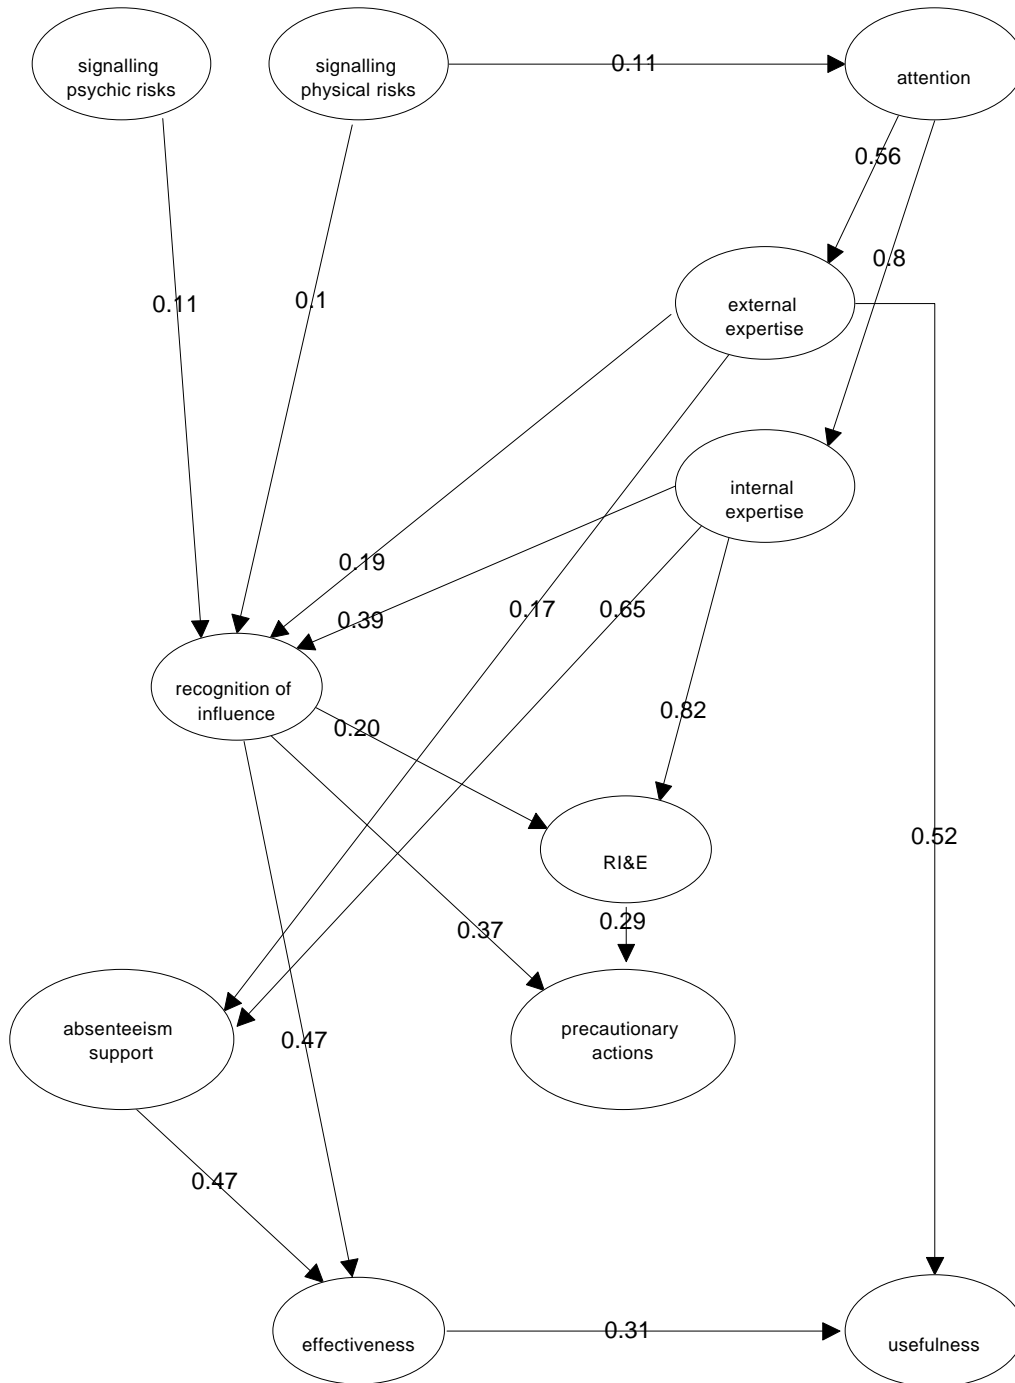 signalling
psychic risks
signalling
physical risks
0.11
attention
0.56
0.8
0.11
0.1
external
expertise
internal
expertise
0.19
0.39
0.17
0.65
recognition of
influence
0.20
0.82
RI&E
0.52
0.37
0.29
absenteeism
support
0.47
precautionary
actions
0.47
effectiveness
0.31
usefulness